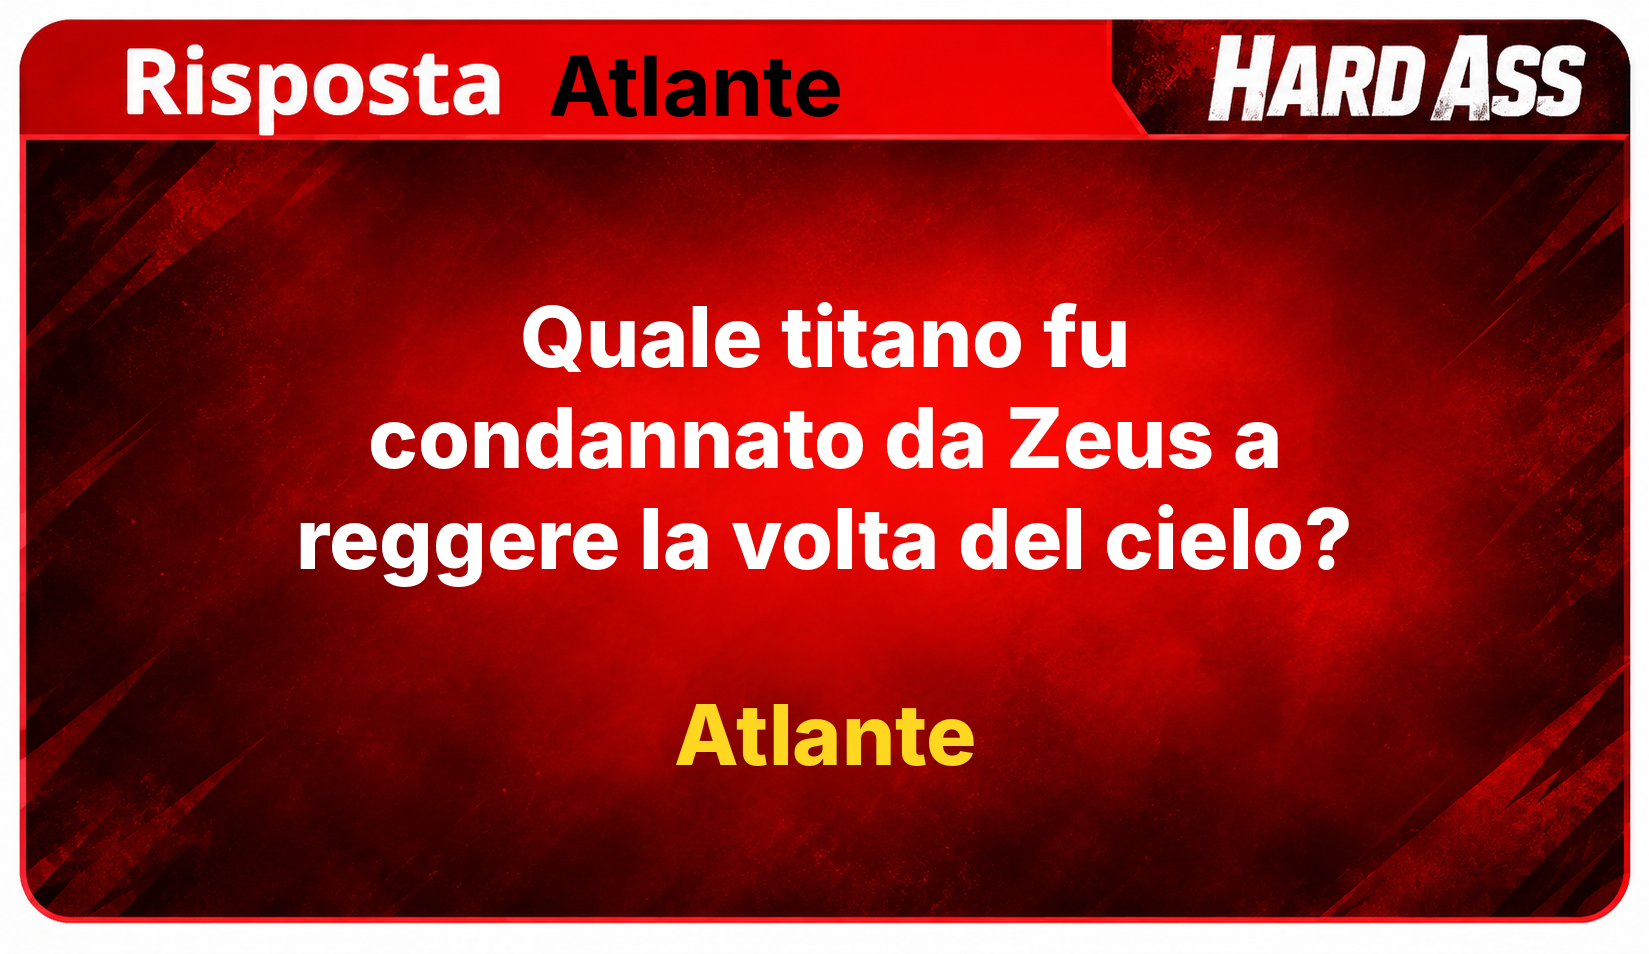 Risposta Atlante
HARD ASS
Quale titano fu
condannato da Zeus a
reggere la volta del cielo?
Atlante